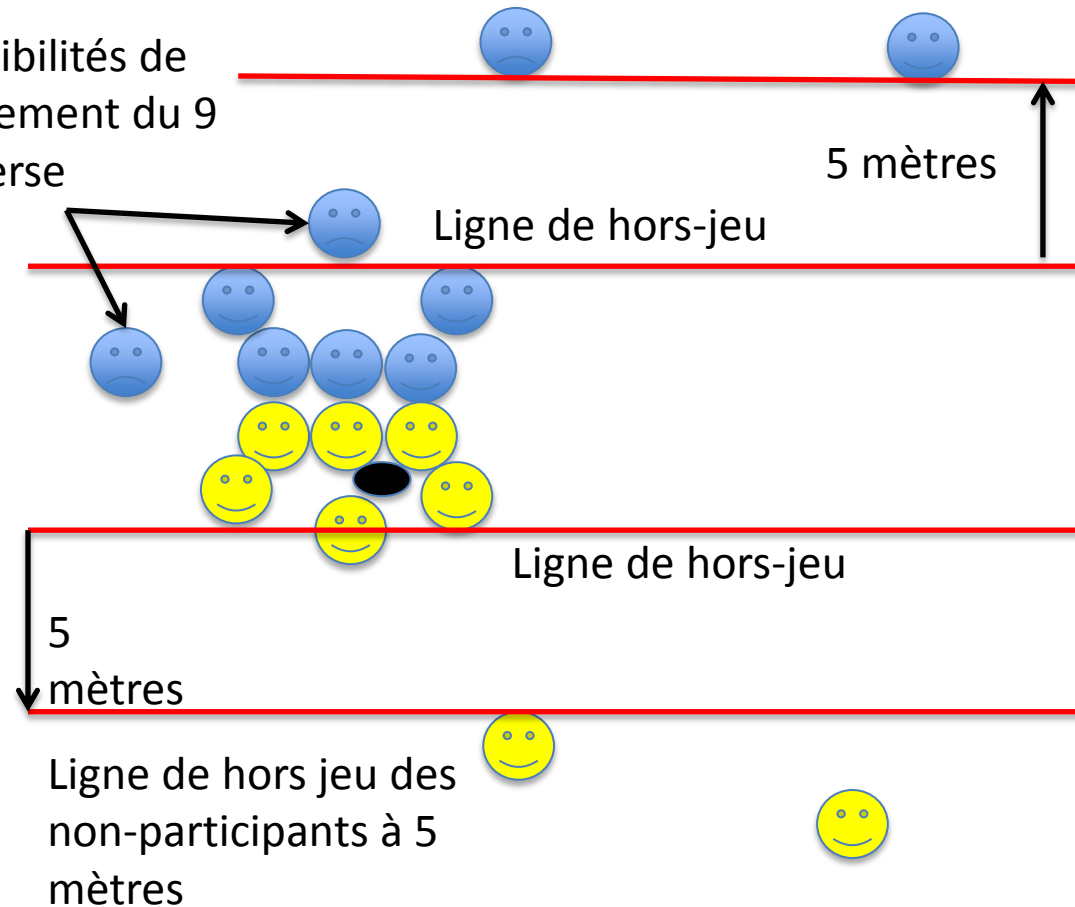 ibilités de
ement du 9
erse
5 mètres
Ligne de hors-jeu
Ligne de hors-jeu
5
mètres
Ligne de hors jeu des
non-participants à 5
mètres